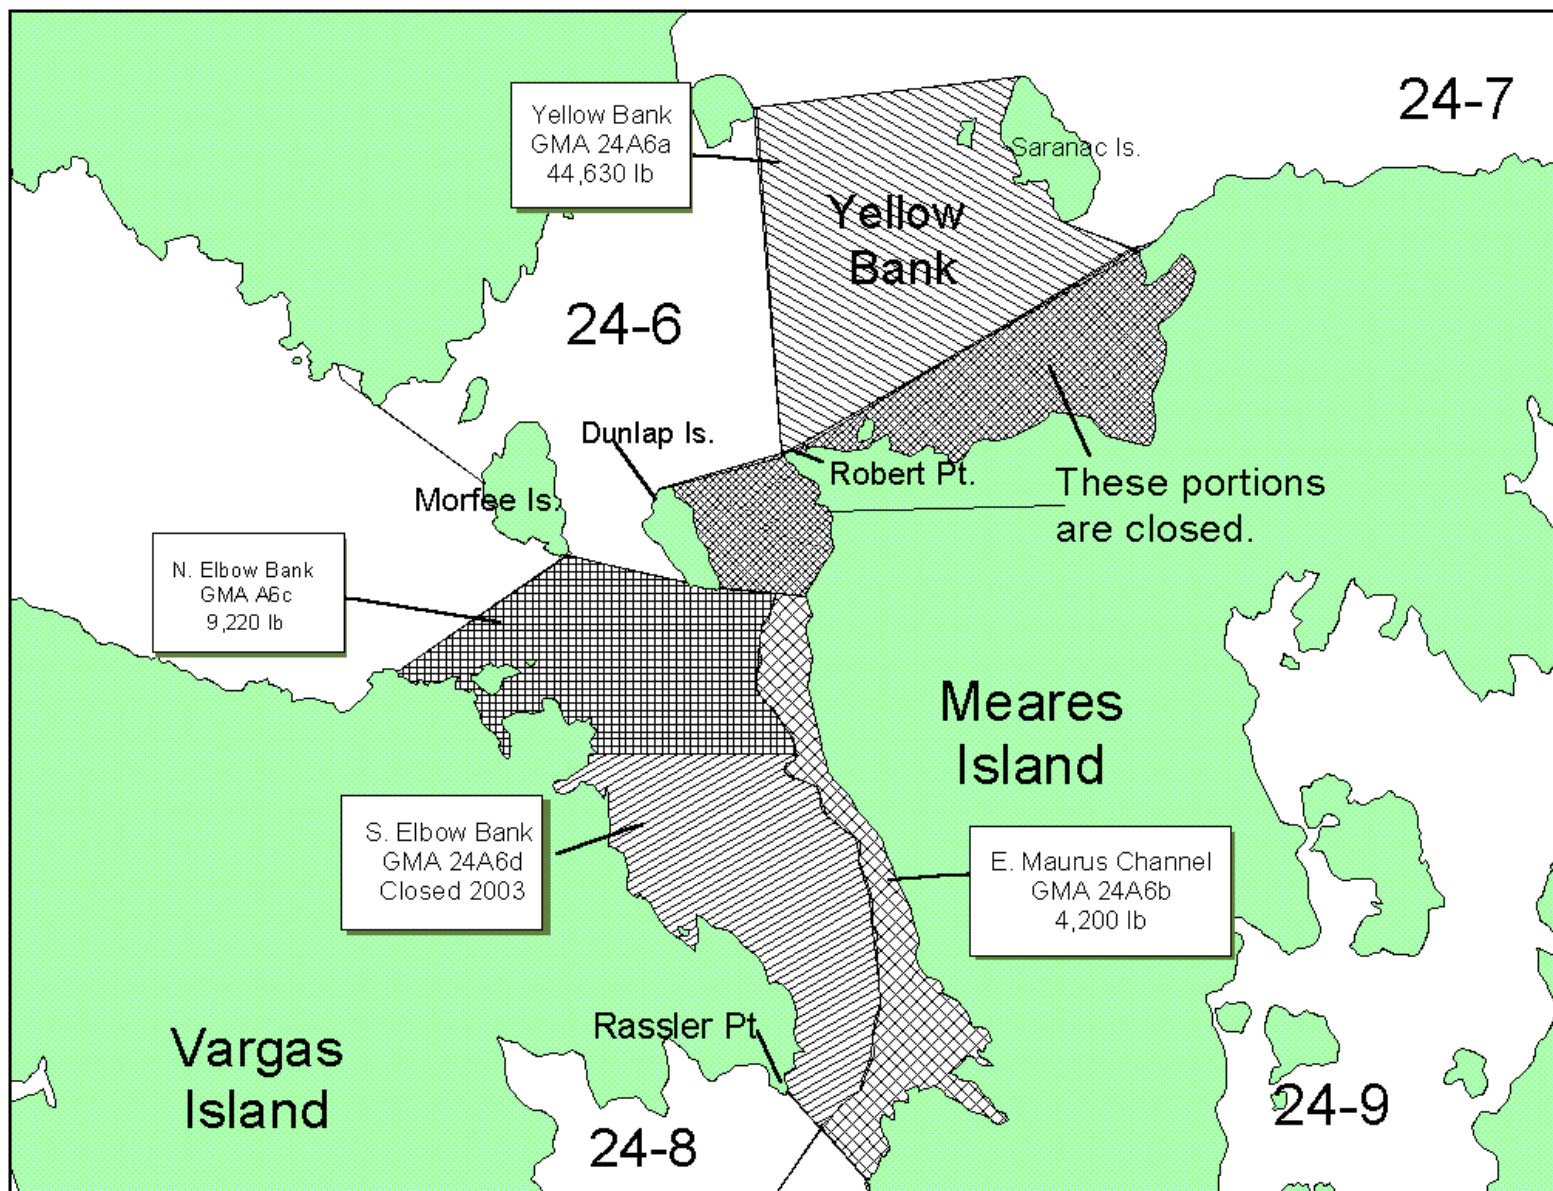 24-7
Yellow Bank
GMA 24A6a
44,630 lb
Saranac Is.
Yellow
Bank
24-6
Dunlap Is.
Robert Pt.
These portions
are closed.
Morfee Is.
N. Elbow Bank
GMA A6c
9,220 lb
Meares
Island
S. Elbow Bank
GMA 24A6d
Closed 2003
E. Maurus Channel
GMA 24A6b
4,200 lb
Rassler Pt
Vargas
Island
24-8
24-9